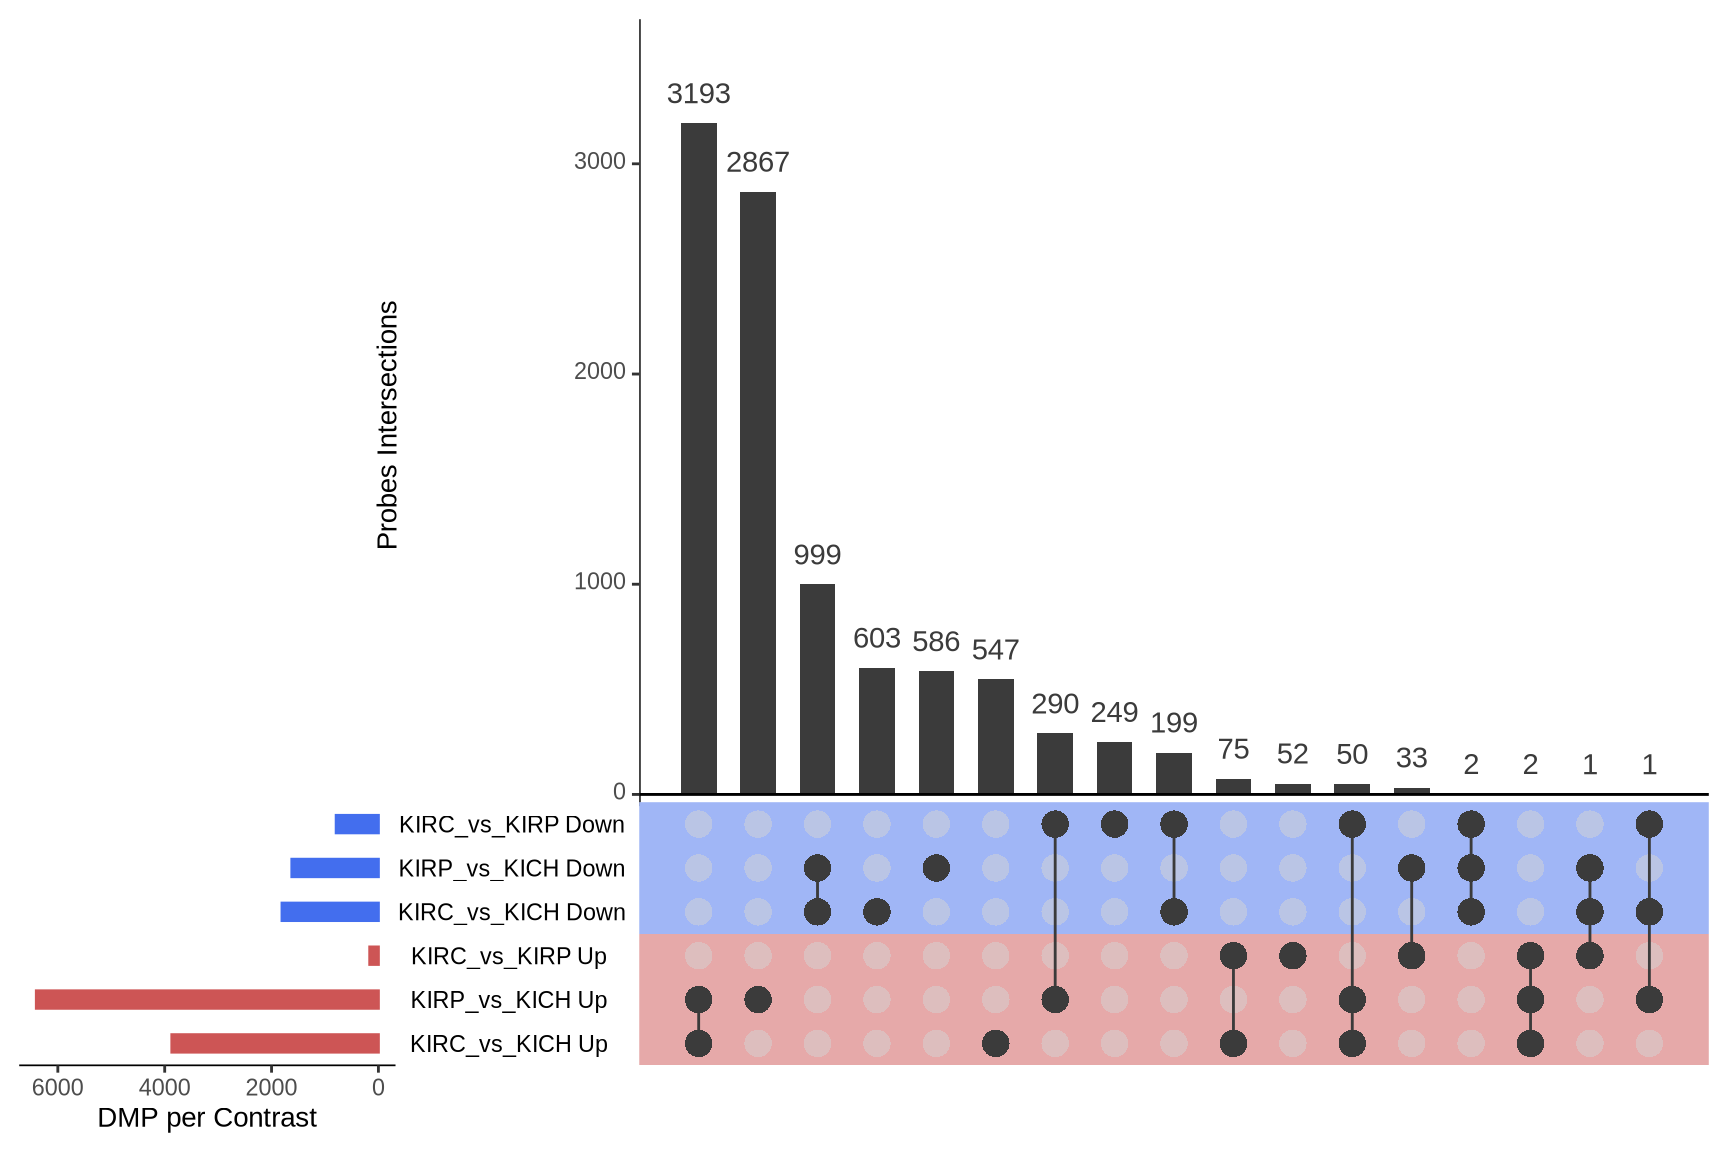 3193
2867
999
603
586
547
290
249
199
75
52
50
33
2
2
1
1
3000
2000
1000
0
Probes Intersections
KIRC_vs_KIRP Down
KIRP_vs_KICH Down
KIRC_vs_KICH Down
KIRC_vs_KIRP Up
KIRP_vs_KICH Up
KIRC_vs_KICH Up
6000 4000 2000 0
DMP per Contrast